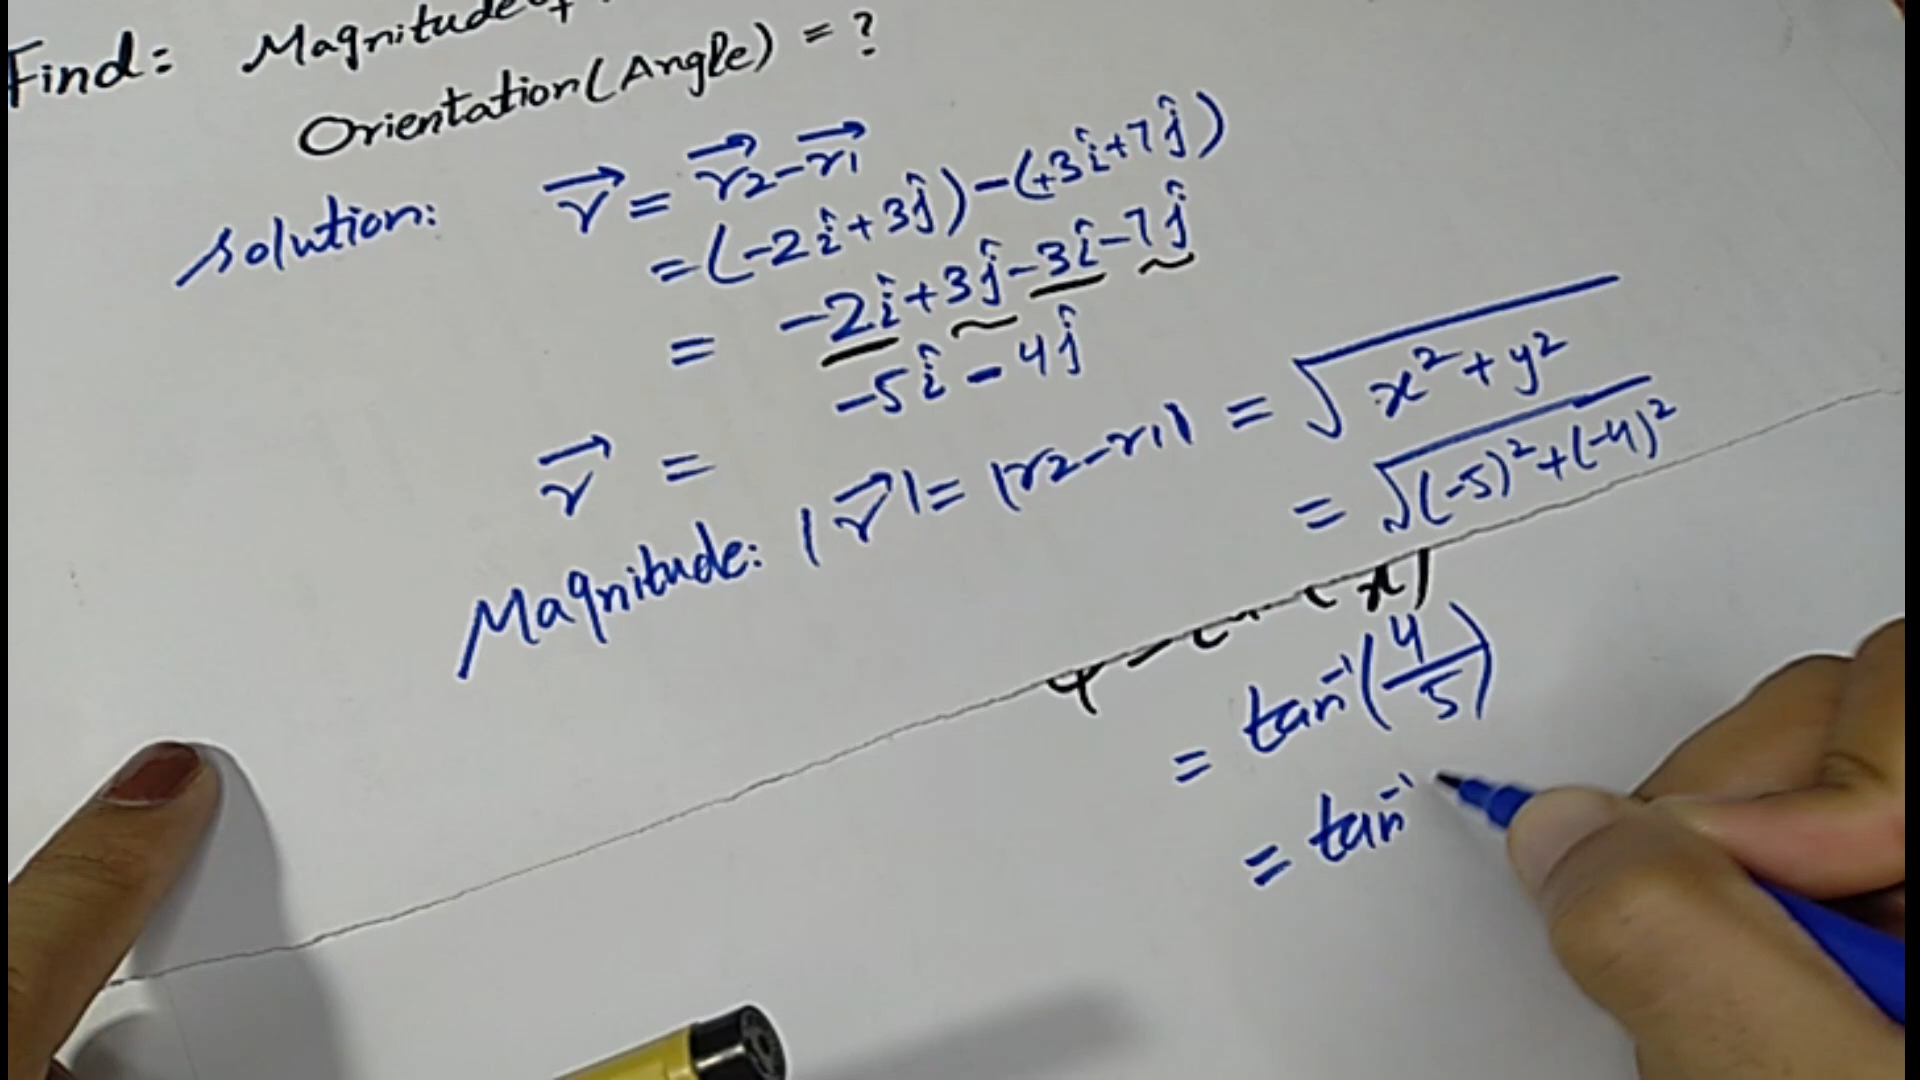 Find: Magnitude of
Orientation (Angle) = ?
Solution: r⃗ = r⃗2 - r⃗1
= (-2î + 3ĵ) - (+3î + 7ĵ)
= -2î + 3ĵ - 3î - 7ĵ
-5î - 4ĵ
r⃗ =
Magnitude: |r⃗| = |r2 - r1| = √x² + y²
= √(-5)² + (-4)²
= tan⁻¹(4/5)
= tan⁻¹